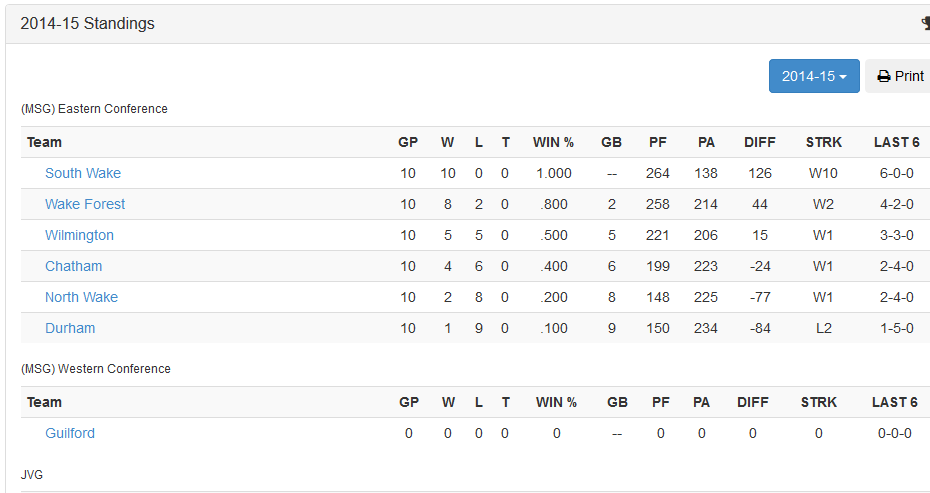 2014-15 Standings
2014-15 Print
(MSG) Eastern Conference
Team GP W L T WIN % GB PF PA DIFF STRK LAST 6
South Wake 10 10 0 0 1.000 -- 264 138 126 W10 6-0-0
Wake Forest 10 8 2 0 .800 2 258 214 44 W2 4-2-0
Wilmington 10 5 5 0 .500 5 221 206 15 W1 3-3-0
Chatham 10 4 6 0 .400 6 199 223 -24 W1 2-4-0
North Wake 10 2 8 0 .200 8 148 225 -77 W1 2-4-0
Durham 10 1 9 0 .100 9 150 234 -84 L2 1-5-0
(MSG) Western Conference
Team GP W L T WIN % GB PF PA DIFF STRK LAST 6
Guilford 0 0 0 0 0 -- 0 0 0 0 0-0-0
JVG